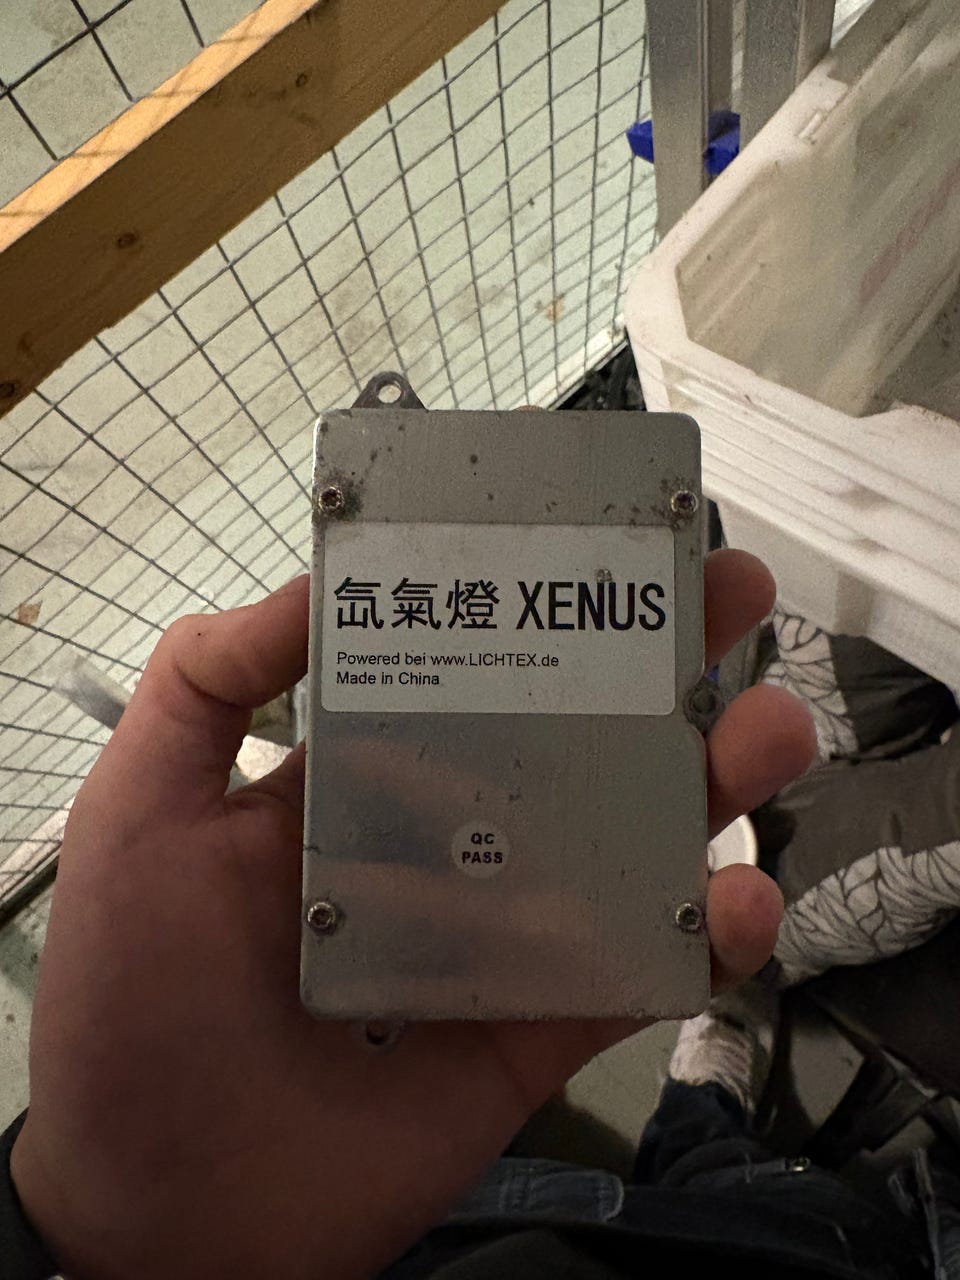 氙氣燈 XENUS
Powered bei www.LICHTEX.de
Made in China
QC
PASS